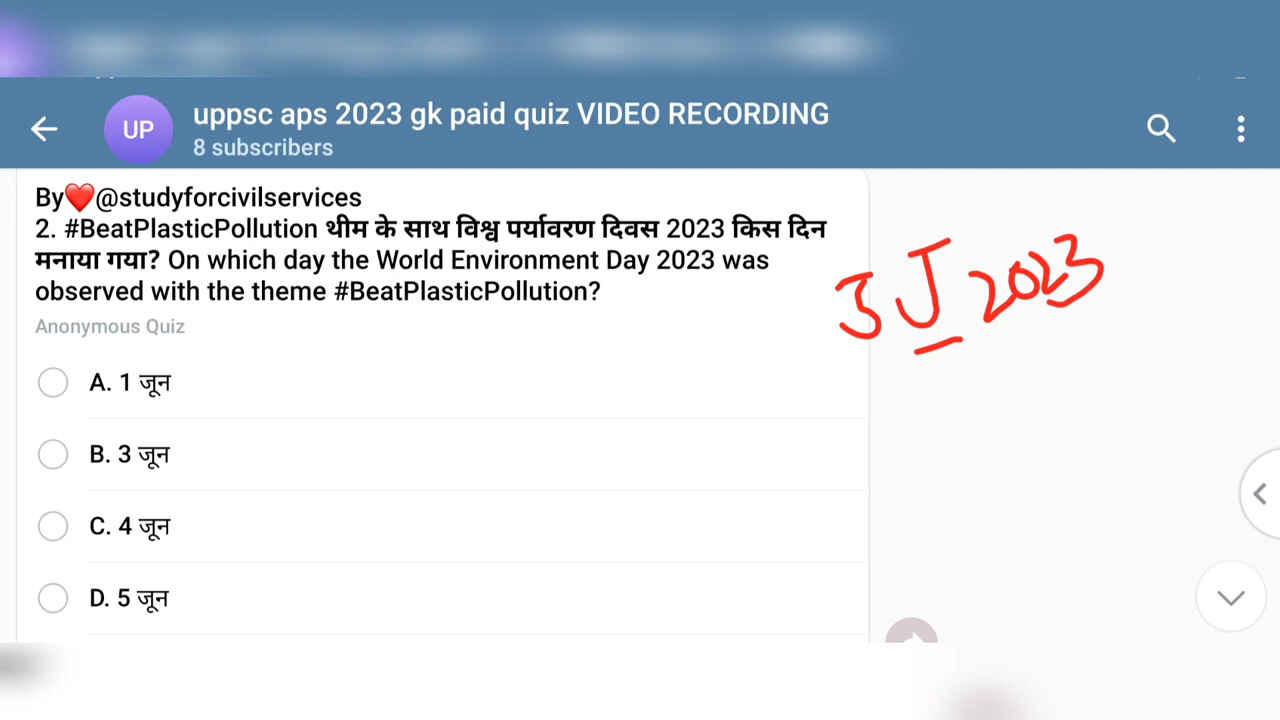 UP
uppsc aps 2023 gk paid quiz VIDEO RECORDING
8 subscribers
By❤️@studyforcivilservices
2. #BeatPlasticPollution थीम के साथ विश्व पर्यावरण दिवस 2023 किस दिन
मनाया गया? On which day the World Environment Day 2023 was
observed with the theme #BeatPlasticPollution?
3 J 2023
Anonymous Quiz
A. 1 जून
B. 3 जून
C. 4 जून
D. 5 जून